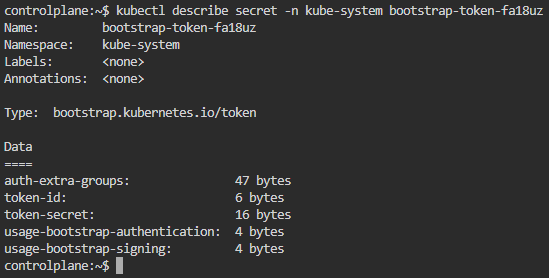 controlplane:~$ kubectl describe secret -n kube-system bootstrap-token-fa18uz
Name:         bootstrap-token-fa18uz
Namespace:    kube-system
Labels:       <none>
Annotations:  <none>

Type:  bootstrap.kubernetes.io/token

Data
====
auth-extra-groups:               47 bytes
token-id:                        6 bytes
token-secret:                    16 bytes
usage-bootstrap-authentication:  4 bytes
usage-bootstrap-signing:         4 bytes
controlplane:~$